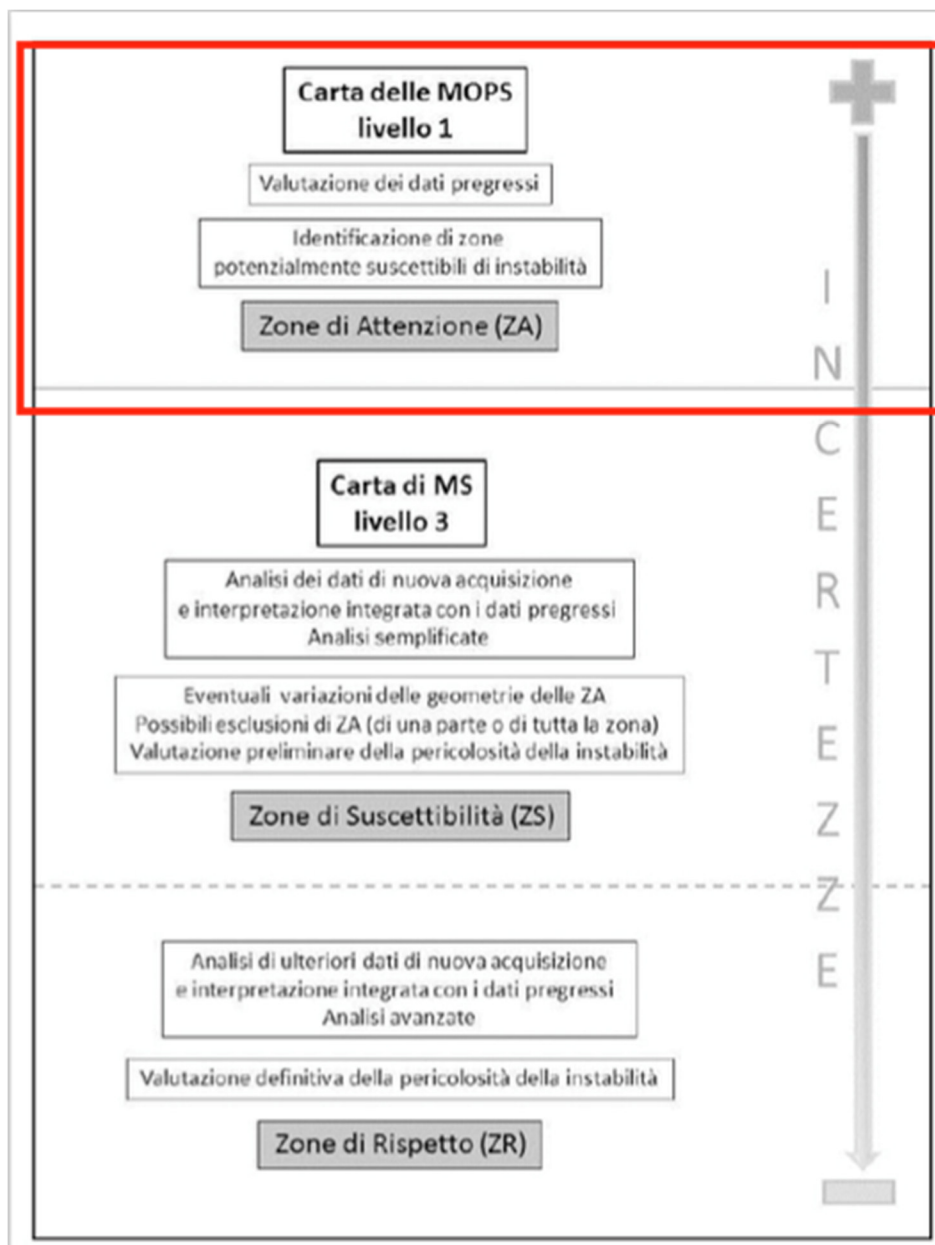 Carta delle MOPS
livello 1
Valutazione dei dati pregressi
Identificazione di zone
potenzialmente suscettibili di instabilità
Zone di Attenzione (ZA)
Carta di MS
livello 3
Analisi dei dati di nuova acquisizione
e interpretazione integrata con i dati pregressi
Analisi semplificate
Eventuali variazioni delle geometrie delle ZA
Possibili esclusioni di ZA (di una parte o di tutta la zona)
Valutazione preliminare della pericolosità della instabilità
Zone di Suscettibilità (ZS)
Analisi di ulteriori dati di nuova acquisizione
e interpretazione integrata con i dati pregressi
Analisi avanzate
Valutazione definitiva della pericolosità della instabilità
Zone di Rispetto (ZR)
INCERTEZZE